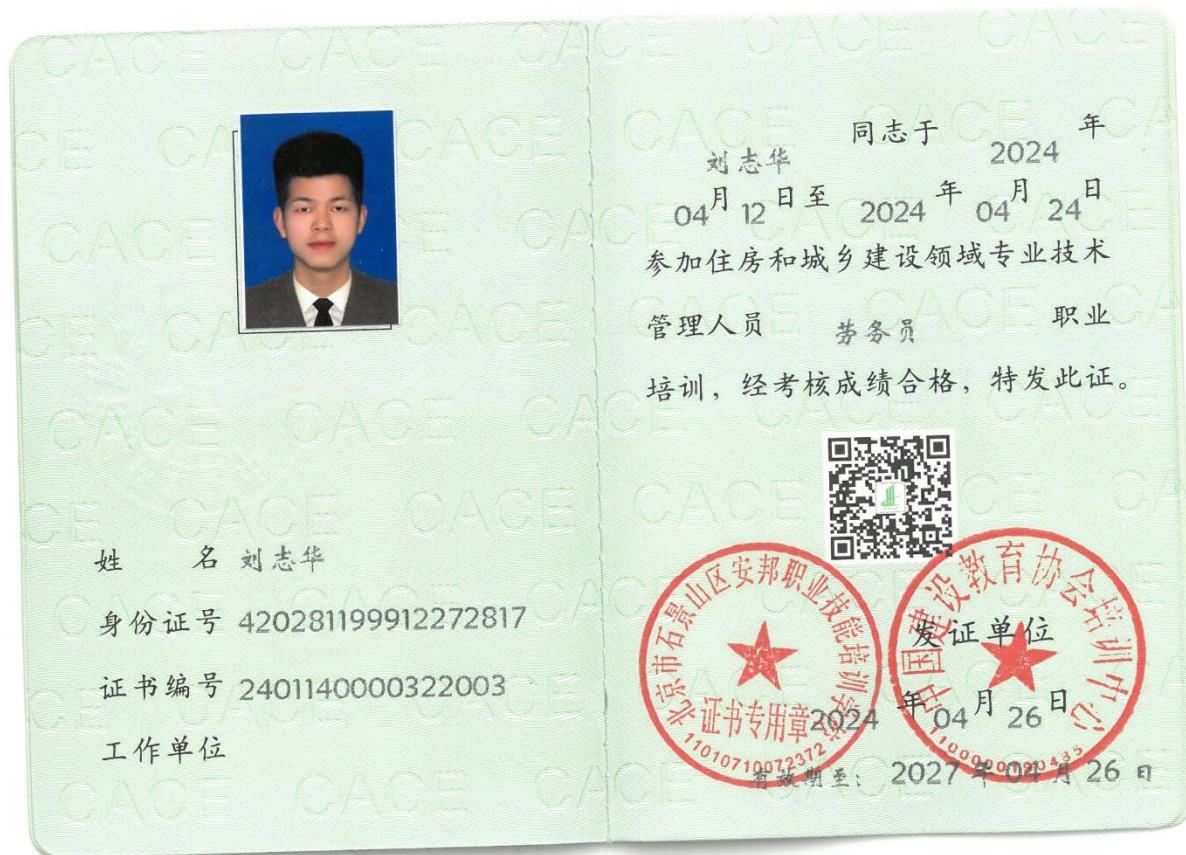 姓 名 刘志华
身份证号 420281199912272817
证书编号 2401140000322003
工作单位
刘志华 同志于 2024 年
04 月 12 日至 2024 年 04 月 24 日
参加住房和城乡建设领域专业技术
管理人员 劳务员 职业
培训，经考核成绩合格，特发此证。
北京市石景山区安邦职业技能培训学校
证书专用章
11010710072372
中国建设教育协会培训中心
发证单位
2024 年 04 月 26 日
有效期至： 2027 年 04 月 26 日
CACE